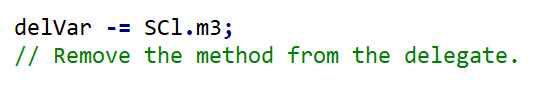 delVar -= SCl.m3;
// Remove the method from the delegate.